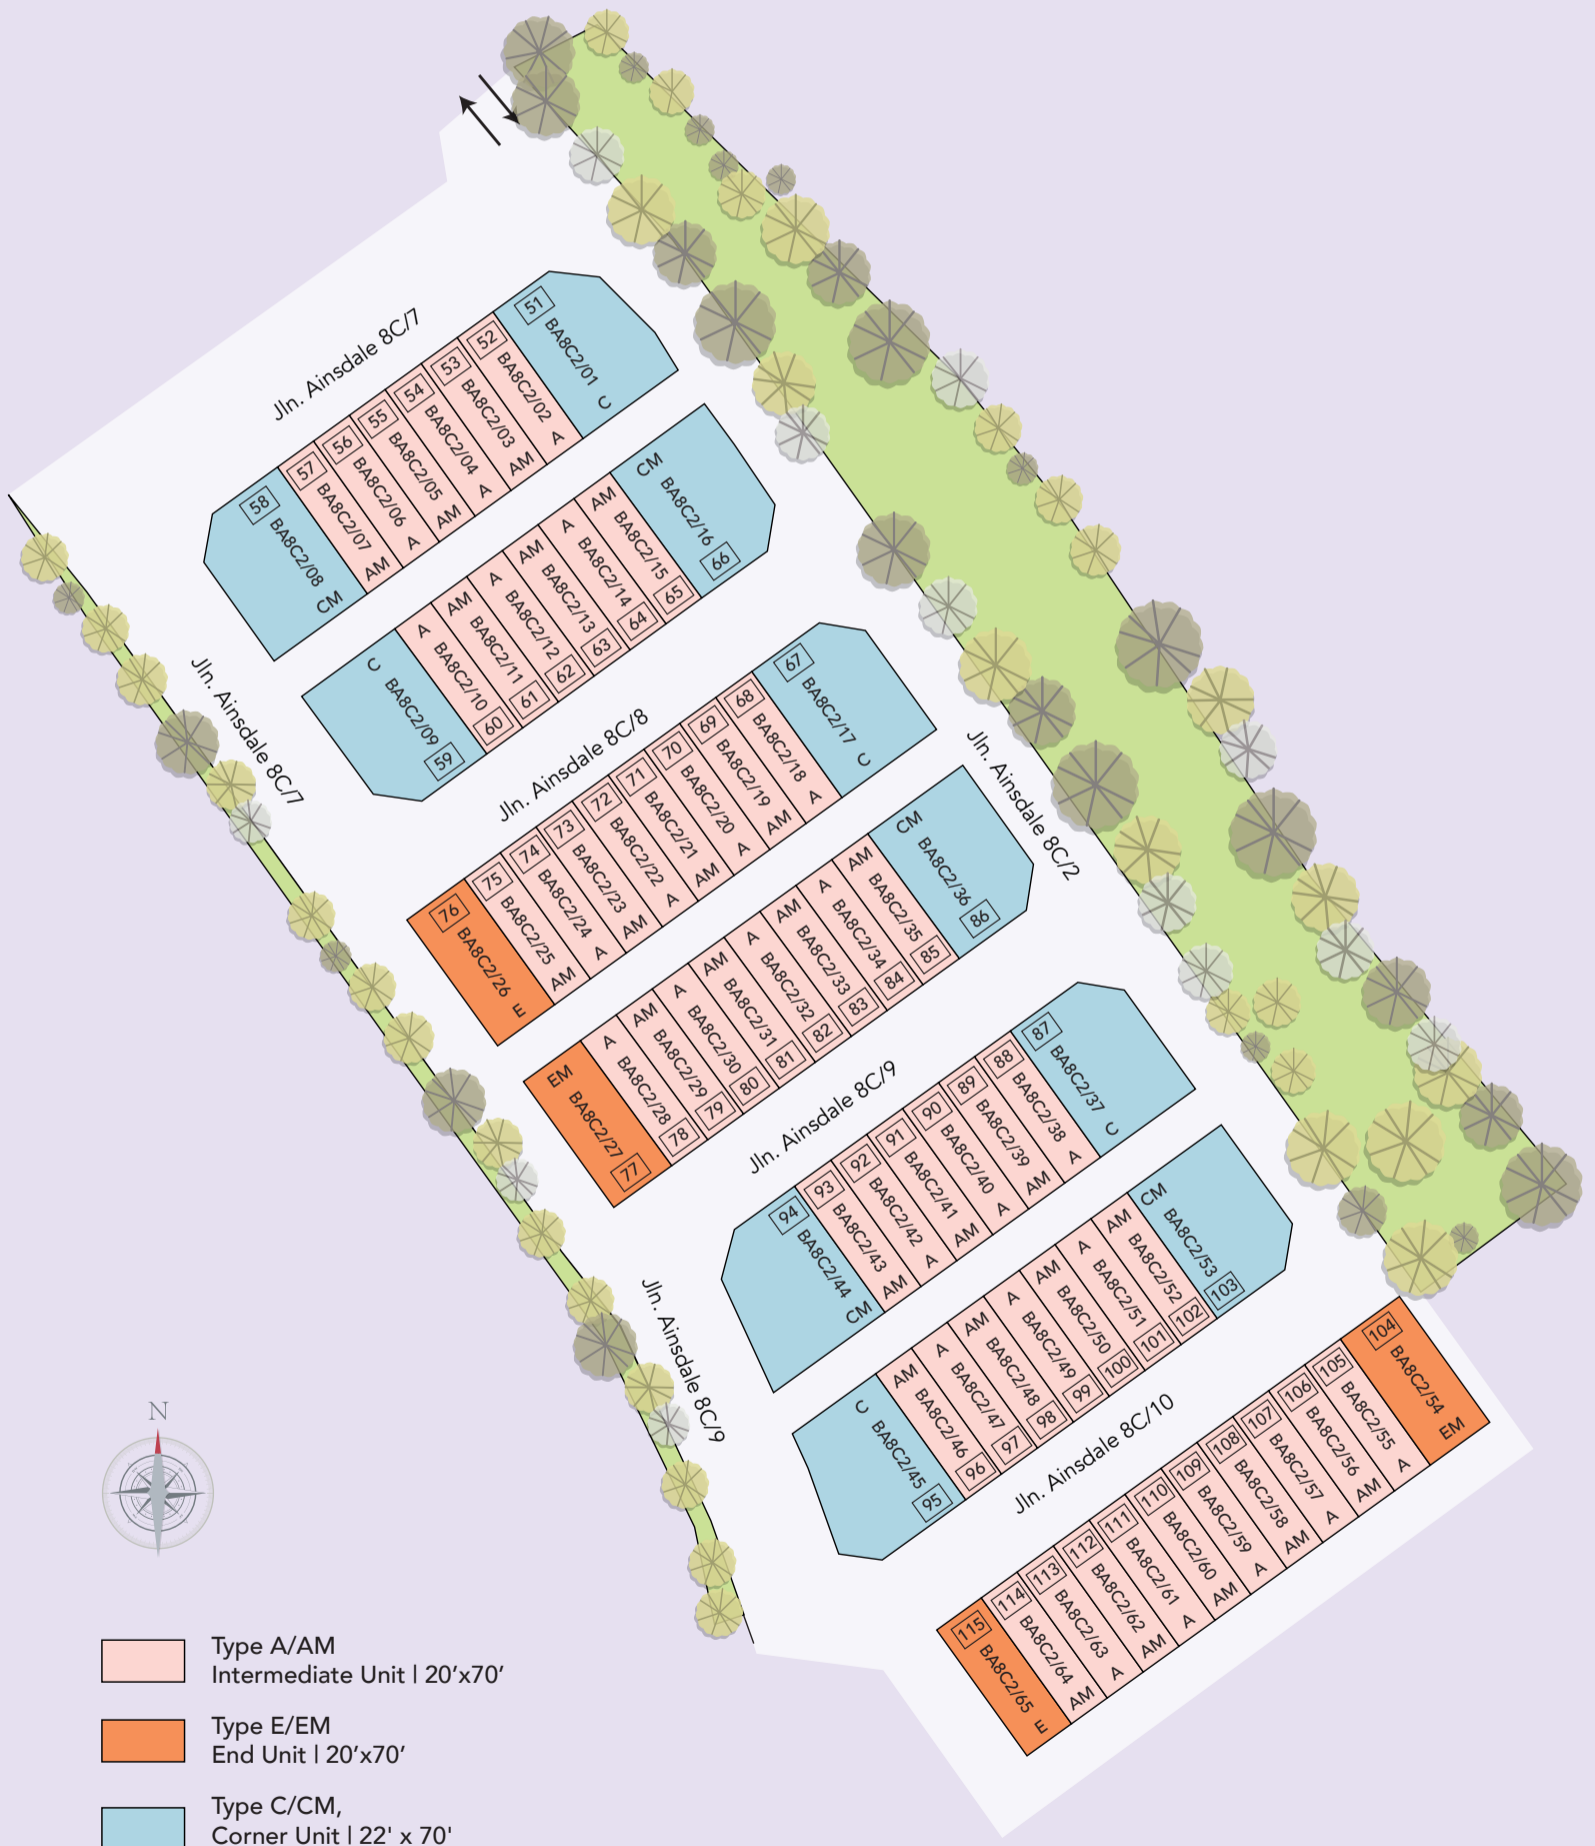 Jln. Ainsdale 8C/7
51 BA8C2/01 C
52 BA8C2/02 A
53 BA8C2/03 AM
54 BA8C2/04 A
55 BA8C2/05 AM
56 BA8C2/06 A
57 BA8C2/07 AM
58 BA8C2/08 CM
CM BA8C2/16 66
AM BA8C2/15 65
A BA8C2/14 64
AM BA8C2/13 63
A BA8C2/12 62
AM BA8C2/11 61
A BA8C2/10 60
C BA8C2/09 59
Jln. Ainsdale 8C/7
Jln. Ainsdale 8C/8
67 BA8C2/17 C
68 BA8C2/18 A
69 BA8C2/19 AM
70 BA8C2/20 A
71 BA8C2/21 AM
72 BA8C2/22 A
73 BA8C2/23 AM
74 BA8C2/24 A
75 BA8C2/25 AM
76 BA8C2/26 E
Jln. Ainsdale 8C/2
CM BA8C2/36 86
AM BA8C2/35 85
A BA8C2/34 84
AM BA8C2/33 83
A BA8C2/32 82
AM BA8C2/31 81
A BA8C2/30 80
AM BA8C2/29 79
A BA8C2/28 78
EM BA8C2/27 77
Jln. Ainsdale 8C/9
87 BA8C2/37 C
88 BA8C2/38 A
89 BA8C2/39 AM
90 BA8C2/40 A
91 BA8C2/41 AM
92 BA8C2/42 A
93 BA8C2/43 AM
94 BA8C2/44 CM
Jln. Ainsdale 8C/9
CM BA8C2/53 103
AM BA8C2/52 102
A BA8C2/51 101
AM BA8C2/50 100
A BA8C2/49 99
AM BA8C2/48 98
A BA8C2/47 97
AM BA8C2/46 96
C BA8C2/45 95
Jln. Ainsdale 8C/10
104 BA8C2/54 EM
105 BA8C2/55 A
106 BA8C2/56 AM
107 BA8C2/57 A
108 BA8C2/58 AM
109 BA8C2/59 A
110 BA8C2/60 AM
111 BA8C2/61 A
112 BA8C2/62 AM
113 BA8C2/63 A
114 BA8C2/64 AM
115 BA8C2/65 E
N
Type A/AM
Intermediate Unit | 20’x70’
Type E/EM
End Unit | 20’x70’
Type C/CM,
Corner Unit | 22' x 70'